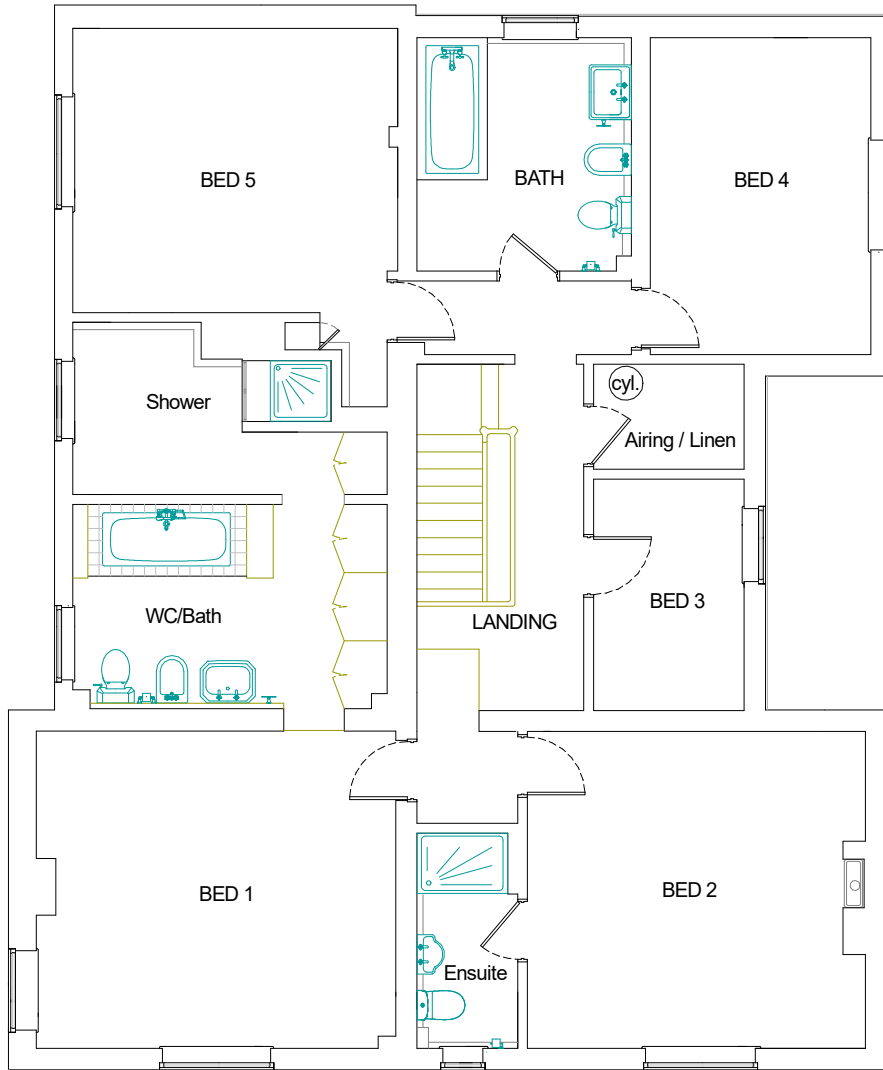 BED 5
BATH
BED 4
cyl.
Shower
Airing / Linen
BED 3
WC/Bath
LANDING
BED 1
BED 2
Ensuite